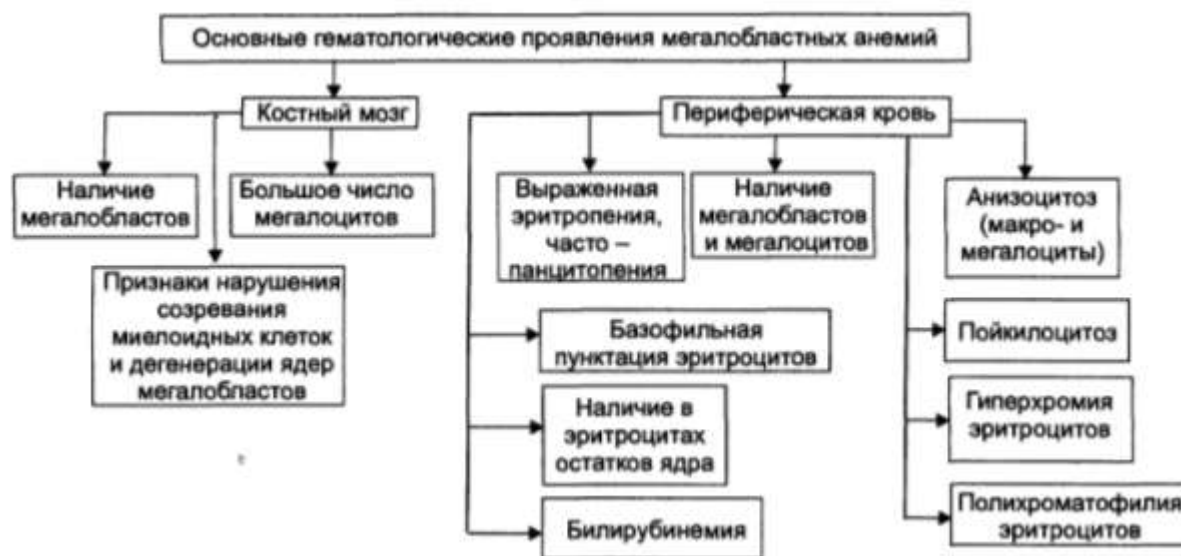 Основные гематологические проявления мегалобластных анемий
Костный мозг
Периферическая кровь
Наличие
мегалобластов
Большое число
мегалоцитов
Признаки нарушения
созревания
миелоидных клеток
и дегенерации ядер
мегалобластов
Выраженная
эритропения,
часто –
панцитопения
Наличие
мегалобластов
и мегалоцитов
Анизоцитоз
(макро- и
мегалоциты)
Базофильная
пунктация эритроцитов
Наличие в
эритроцитах
остатков ядра
Билирубинемия
Пойкилоцитоз
Гиперхромия
эритроцитов
Полихроматофилия
эритроцитов